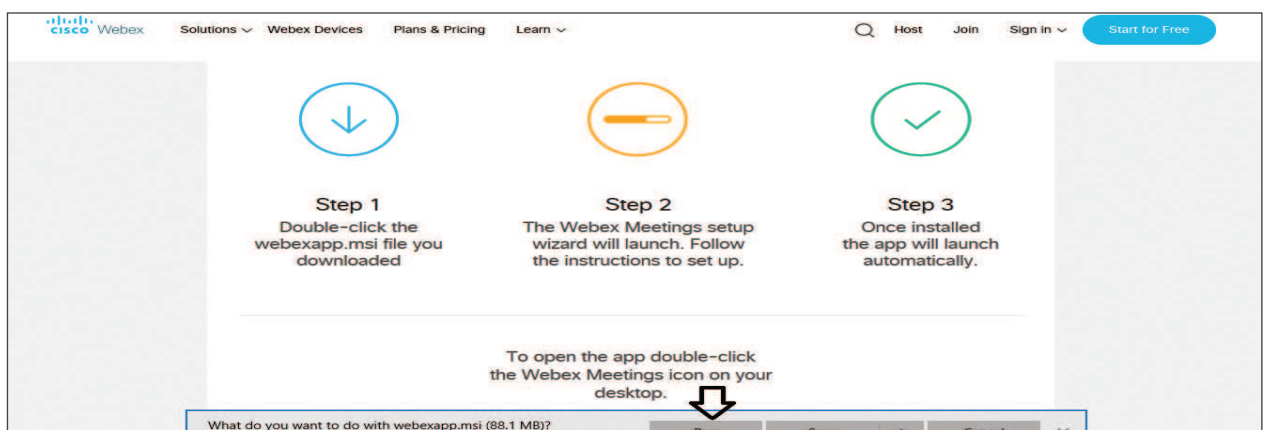 cisco Webex Solutions Webex Devices Plans & Pricing Learn Host Join Sign in Start for Free
Step 1
Double-click the
webexapp.msi file you
downloaded
Step 2
The Webex Meetings setup
wizard will launch. Follow
the instructions to set up.
Step 3
Once installed
the app will launch
automatically.
To open the app double-click
the Webex Meetings icon on your
desktop.
What do you want to do with webexapp.msi (88.1 MB)?